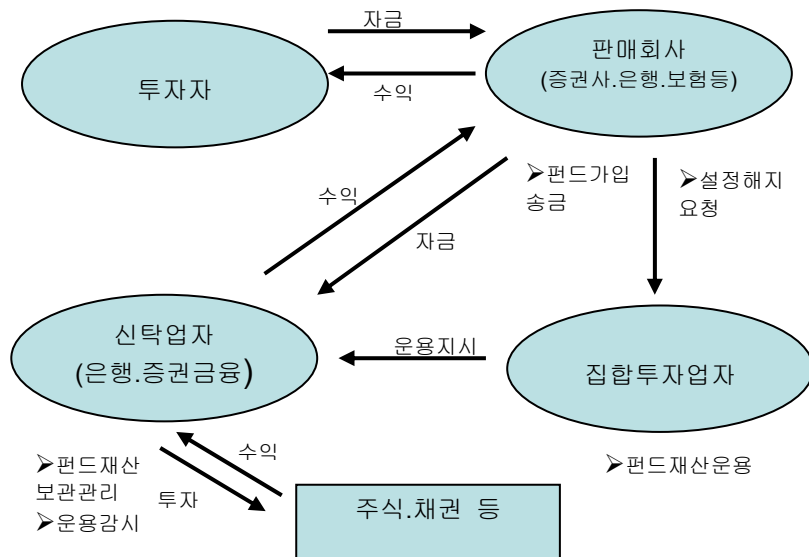 자금
투자자
판매회사
(증권사.은행.보험등)
수익
➢펀드가입
송금
➢설정해지
요청
수익
자금
신탁업자
(은행.증권금융)
운용지시
집합투자업자
➢펀드재산
보관관리
➢운용감시
수익
투자
➢펀드재산운용
주식.채권 등